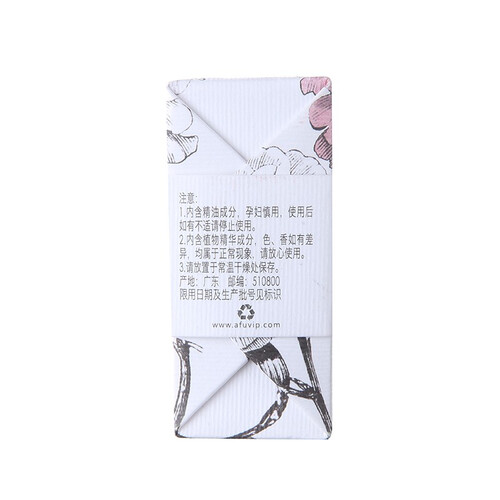 注意：
1.内含精油成分，孕妇慎用，使用后
如有不适请停止使用。
2.内含植物精华成分，色、香如有差
异，均属于正常现象，请放心使用。
3.请放置于常温干燥处保存。
产地：广东　邮编：510800
限用日期及生产批号见标识
www.afuvip.com